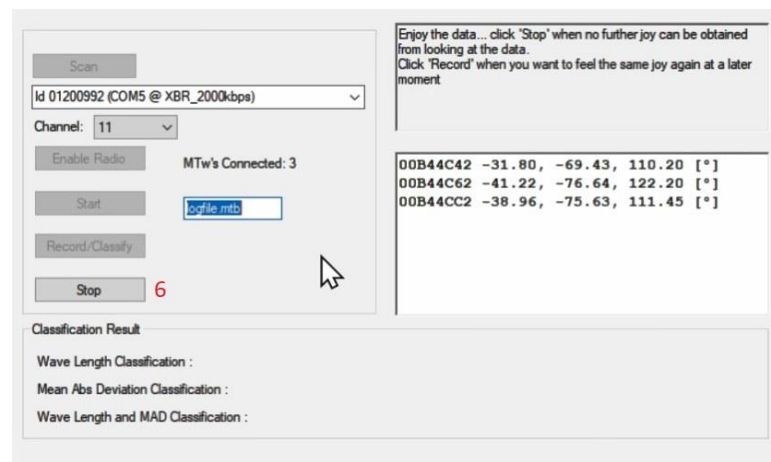 Scan
Id 01200992 (COM5 @ XBR_2000kbps)
Channel: 11
Enable Radio
MTw's Connected: 3
Start
logfile.mtb
Record/Classify
Stop 6
Enjoy the data... click 'Stop' when no further joy can be obtained
from looking at the data.
Click 'Record' when you want to feel the same joy again at a later
moment
00B44C42 -31.80, -69.43, 110.20 [°]
00B44C62 -41.22, -76.64, 122.20 [°]
00B44CC2 -38.96, -75.63, 111.45 [°]
Classification Result
Wave Length Classification :
Mean Abs Deviation Classification :
Wave Length and MAD Classification :